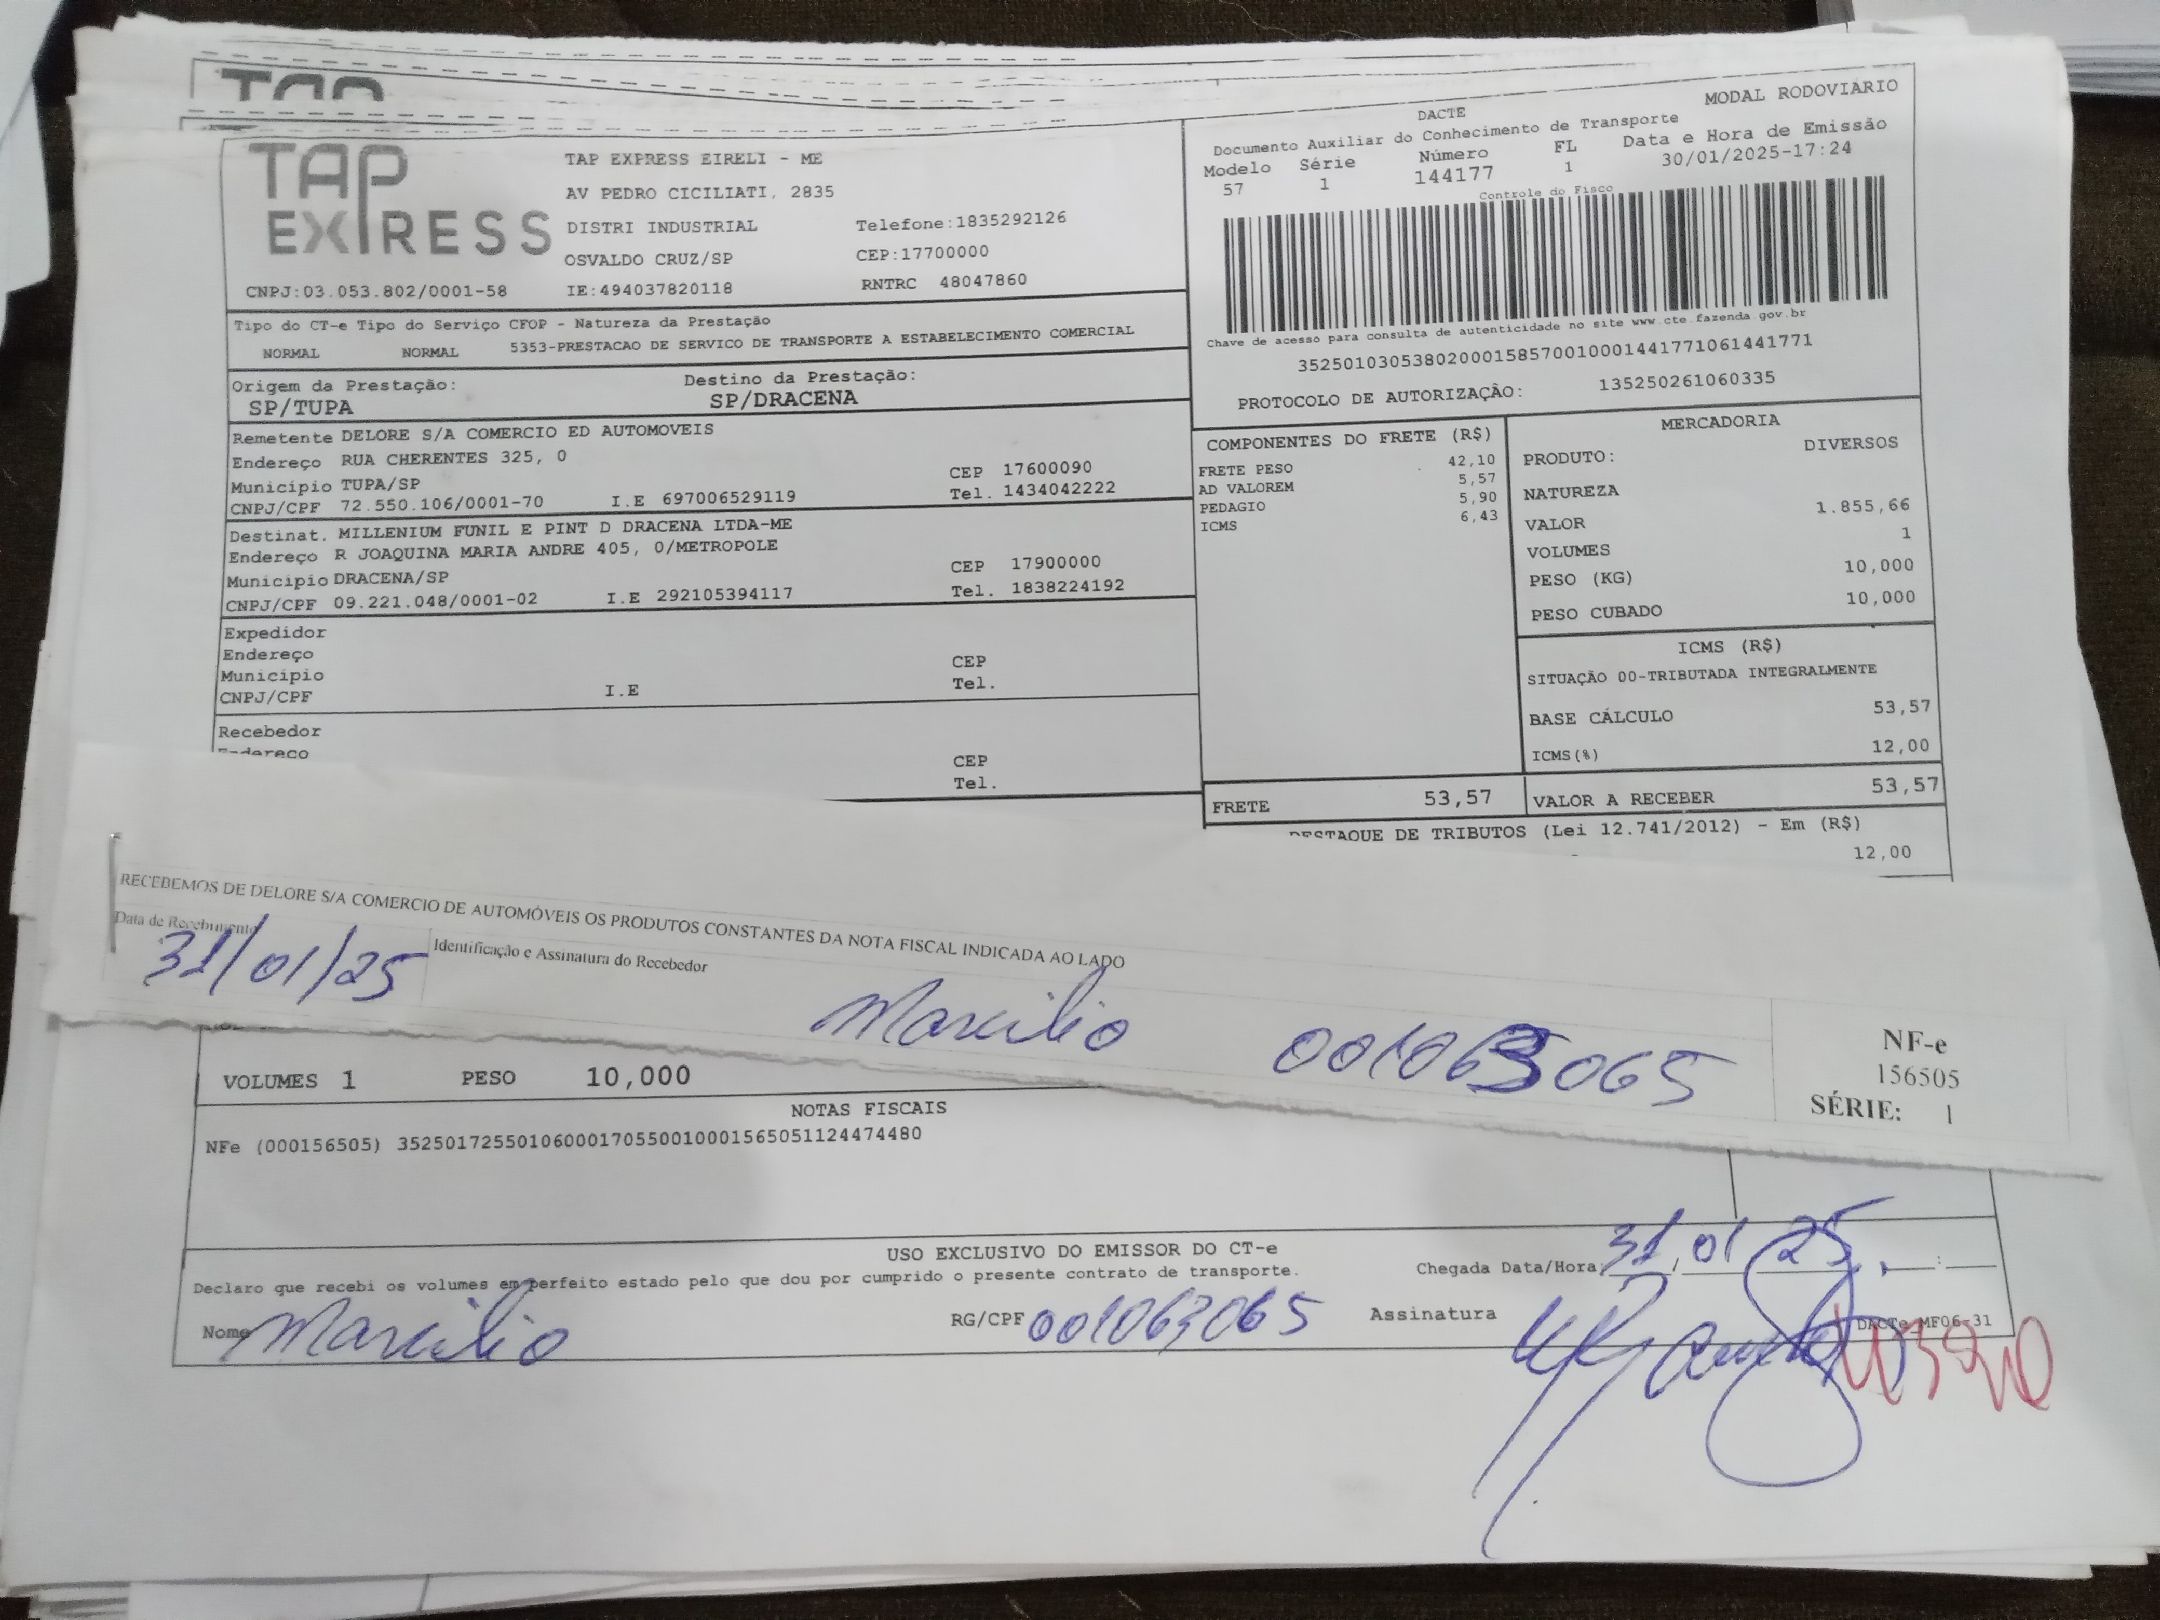 TAP
TAP EXPRESS
TAP EXPRESS EIRELI - ME
AV PEDRO CICILIATI, 2835
DISTRI INDUSTRIAL Telefone:1835292126
OSVALDO CRUZ/SP CEP:17700000
CNPJ:03.053.802/0001-58 IE:494037820118 RNTRC 48047860
DACTE MODAL RODOVIARIO
Documento Auxiliar do Conhecimento de Transporte
Modelo Série Número FL Data e Hora de Emissão
57 1 144177 1 30/01/2025-17:24
Controle do Fisco
Chave de acesso para consulta de autenticidade no site www.cte.fazenda.gov.br
35250103053802000158570010001441771061441771
PROTOCOLO DE AUTORIZAÇÃO: 135250261060335
Tipo do CT-e Tipo do Serviço CFOP - Natureza da Prestação
NORMAL NORMAL 5353-PRESTACAO DE SERVICO DE TRANSPORTE A ESTABELECIMENTO COMERCIAL
Origem da Prestação: Destino da Prestação:
SP/TUPA SP/DRACENA
Remetente DELORE S/A COMERCIO ED AUTOMOVEIS
Endereço RUA CHERENTES 325, 0 CEP 17600090
Município TUPA/SP Tel. 1434042222
CNPJ/CPF 72.550.106/0001-70 I.E 697006529119
Destinat. MILLENIUM FUNIL E PINT D DRACENA LTDA-ME
Endereço R JOAQUINA MARIA ANDRE 405, 0/METROPOLE CEP 17900000
Município DRACENA/SP Tel. 1838224192
CNPJ/CPF 09.221.048/0001-02 I.E 292105394117
Expedidor
Endereço CEP
Município Tel.
CNPJ/CPF I.E
Recebedor
Endereço CEP
Tel.
COMPONENTES DO FRETE (R$)
FRETE PESO 42,10
AD VALOREM 5,57
PEDAGIO 5,90
ICMS 6,43
MERCADORIA
PRODUTO: DIVERSOS
NATUREZA
VALOR 1.855,66
VOLUMES 1
PESO (KG) 10,000
PESO CUBADO 10,000
ICMS (R$)
SITUAÇÃO 00-TRIBUTADA INTEGRALMENTE
BASE CÁLCULO 53,57
ICMS(%) 12,00
FRETE 53,57 VALOR A RECEBER 53,57
DESTAQUE DE TRIBUTOS (Lei 12.741/2012) - Em (R$)
12,00
RECEBEMOS DE DELORE S/A COMERCIO DE AUTOMÓVEIS OS PRODUTOS CONSTANTES DA NOTA FISCAL INDICADA AO LADO
Data de Recebimento Identificação e Assinatura do Recebedor
31/01/25 Marcilio 001063065
NF-e
156505
SÉRIE: 1
VOLUMES 1 PESO 10,000
NOTAS FISCAIS
NFe (000156505) 35250172550106000170550010001565051124474480
USO EXCLUSIVO DO EMISSOR DO CT-e
Declaro que recebi os volumes em perfeito estado pelo que dou por cumprido o presente contrato de transporte. Chegada Data/Hora 31/01/25
Nome Marcilio RG/CPF 001063065 Assinatura
DACTe_MF06-31